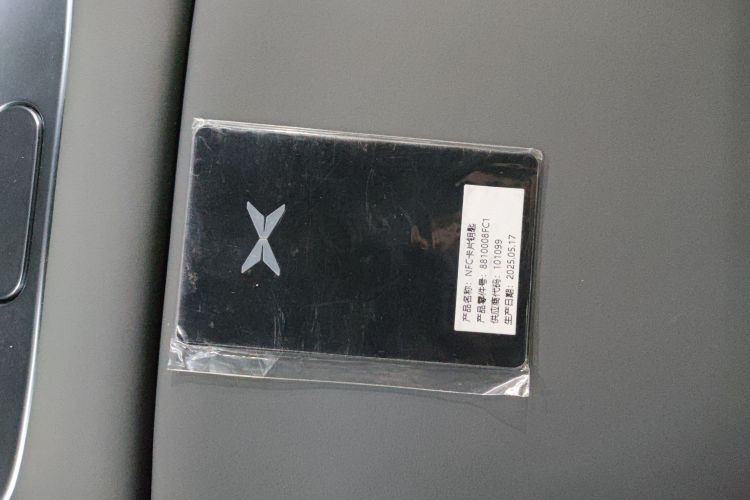 产品名称：NFC卡片钥匙
产品零件号：8810008FC1
供应商代码：101099
生产日期：2025.05.17